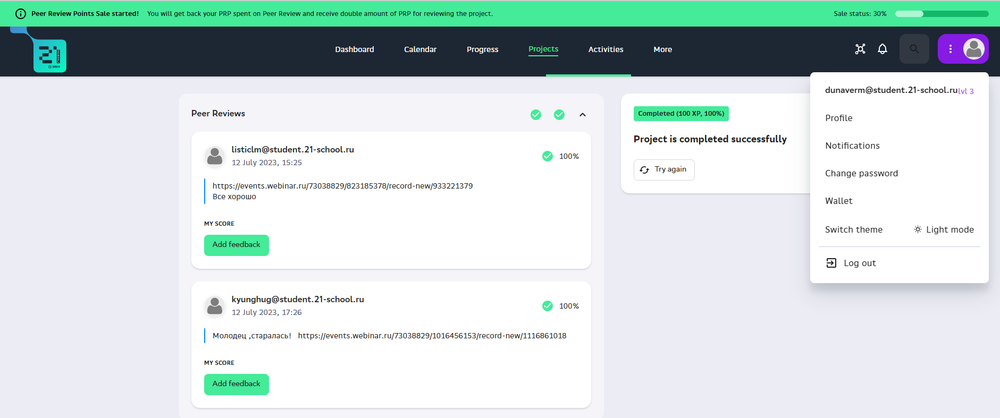 Peer Review Points Sale started! You will get back your PRP spent on Peer Review and receive double amount of PRP for reviewing the project.
Sale status: 30%
21
SBER
Dashboard
Calendar
Progress
Projects
Activities
More
Peer Reviews
listiclm@student.21-school.ru
12 July 2023, 15:25
100%
https://events.webinar.ru/73038829/823185378/record-new/933221379
Все хорошо
MY SCORE
Add feedback
kyunghug@student.21-school.ru
12 July 2023, 17:26
100%
Молодец ,старалась! https://events.webinar.ru/73038829/1016456153/record-new/1116861018
MY SCORE
Add feedback
Completed (100 XP, 100%)
Project is completed successfully
Try again
dunaverm@student.21-school.ru lvl 3
Profile
Notifications
Change password
Wallet
Switch theme Light mode
Log out